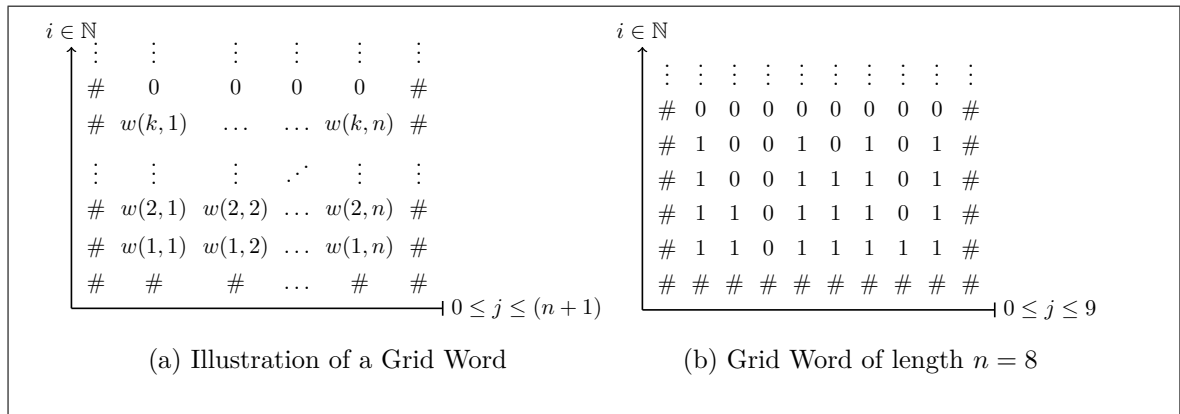 i ∈ ℕ
⋮ ⋮ ⋮ ⋮ ⋮ ⋮
# 0 0 0 0 #
# w(k, 1) … … w(k, n) #
⋮ ⋮ ⋮ ⋰ ⋮ ⋮
# w(2, 1) w(2, 2) … w(2, n) #
# w(1, 1) w(1, 2) … w(1, n) #
# # # … # #
0 ≤ j ≤ (n + 1)
(a) Illustration of a Grid Word
i ∈ ℕ
⋮ ⋮ ⋮ ⋮ ⋮ ⋮ ⋮ ⋮ ⋮ ⋮
# 0 0 0 0 0 0 0 0 #
# 1 0 0 1 0 1 0 1 #
# 1 0 0 1 1 1 0 1 #
# 1 1 0 1 1 1 0 1 #
# 1 1 0 1 1 1 1 1 #
# # # # # # # # # #
0 ≤ j ≤ 9
(b) Grid Word of length n = 8